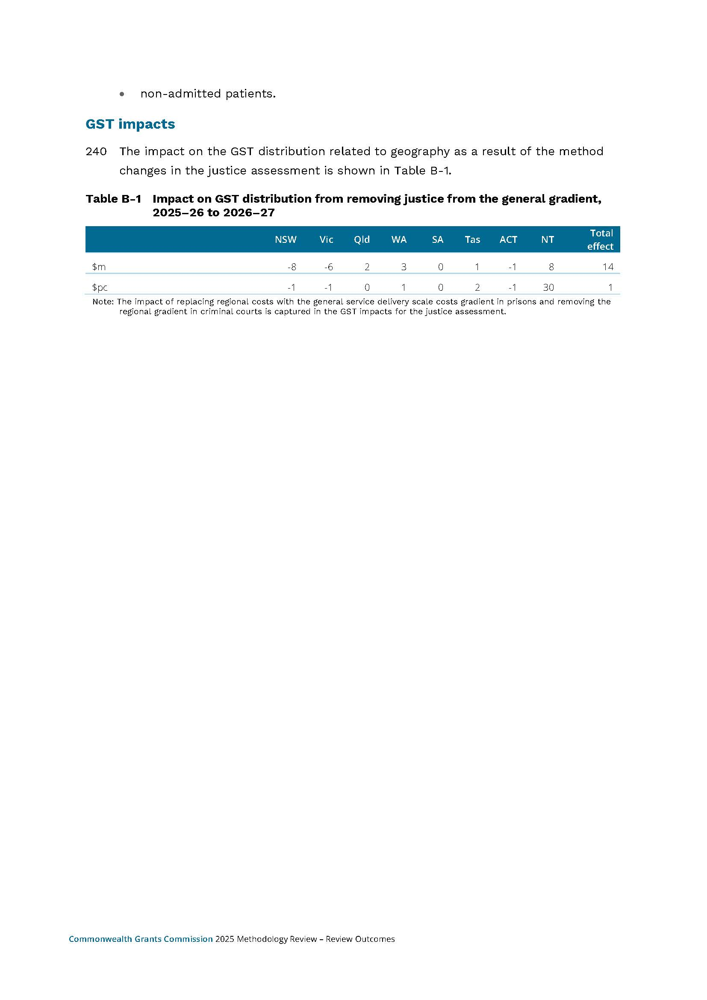 • non-admitted patients.
GST impacts
240 The impact on the GST distribution related to geography as a result of the method
changes in the justice assessment is shown in Table B-1.
Table B-1 Impact on GST distribution from removing justice from the general gradient,
2025–26 to 2026–27
NSW Vic Qld WA SA Tas ACT NT Total
effect
$m -8 -6 2 3 0 1 -1 8 14
$pc -1 -1 0 1 0 2 -1 30 1
Note: The impact of replacing regional costs with the general service delivery scale costs gradient in prisons and removing the
regional gradient in criminal courts is captured in the GST impacts for the justice assessment.
Commonwealth Grants Commission 2025 Methodology Review – Review Outcomes